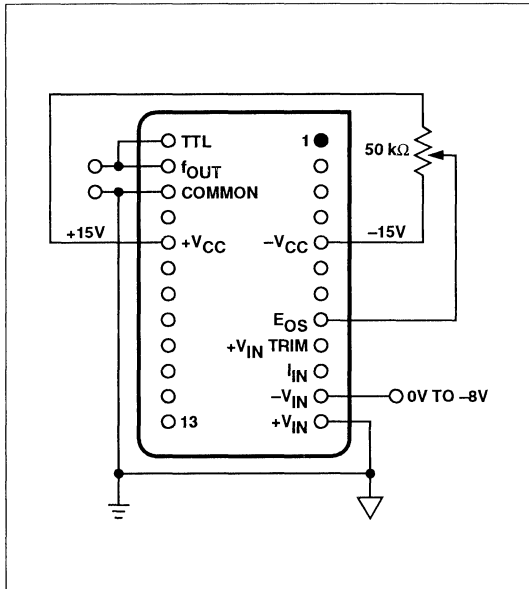 TTL
1
50 kΩ
fOUT
COMMON
+15V
+VCC
–VCC
–15V
EOS
+VIN TRIM
IIN
–VIN
0V TO –8V
13
+VIN